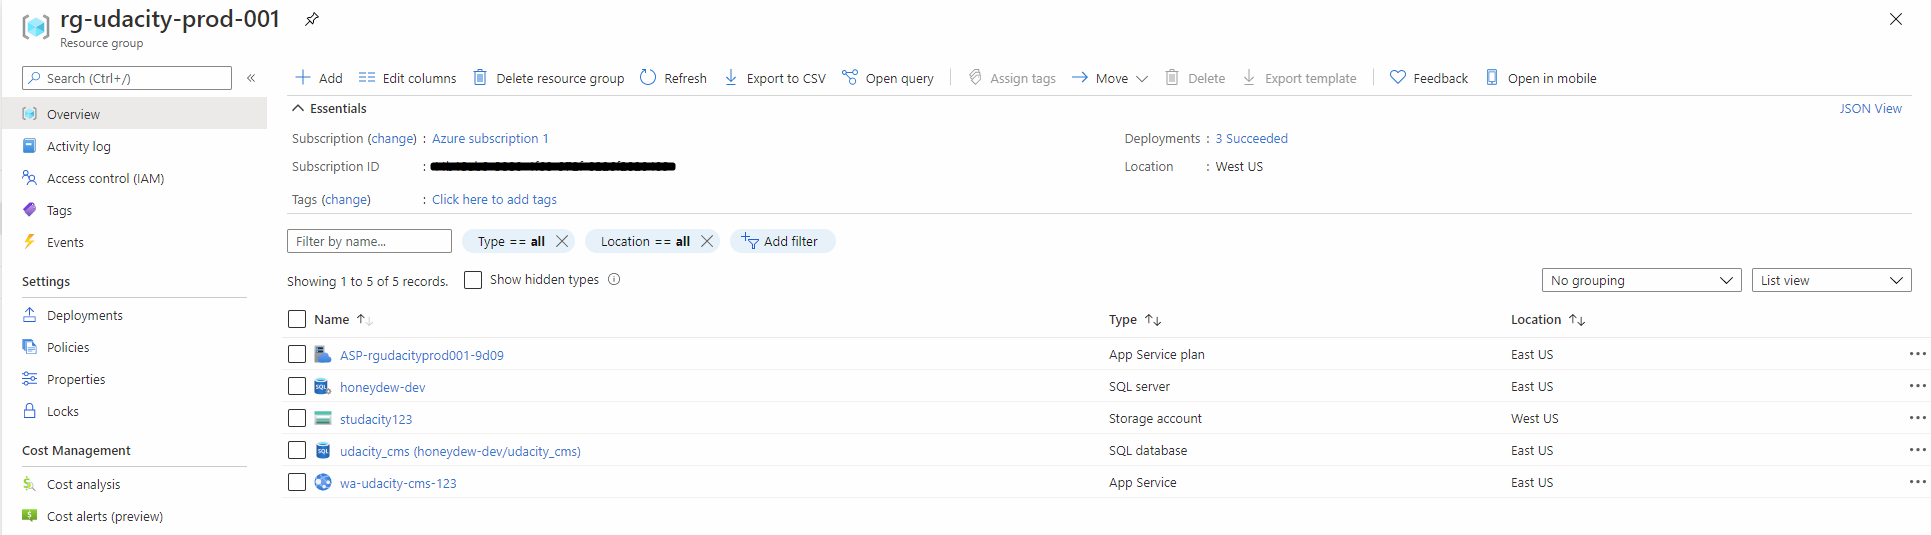 rg-udacity-prod-001
Resource group
Search (Ctrl+/)
«
Add
Edit columns
Delete resource group
Refresh
Export to CSV
Open query
Assign tags
Move
Delete
Export template
Feedback
Open in mobile
Overview
Activity log
Access control (IAM)
Tags
Events
Settings
Deployments
Policies
Properties
Locks
Cost Management
Cost analysis
Cost alerts (preview)
Essentials
JSON View
Subscription (change) : Azure subscription 1
Deployments : 3 Succeeded
Subscription ID :
Location : West US
Tags (change) : Click here to add tags
Filter by name...
Type == all
Location == all
Add filter
Showing 1 to 5 of 5 records.
Show hidden types
No grouping
List view
Name Type Location
ASP-rgudacityprod001-9d09 App Service plan East US
honeydew-dev SQL server East US
studacity123 Storage account West US
udacity_cms (honeydew-dev/udacity_cms) SQL database East US
wa-udacity-cms-123 App Service East US